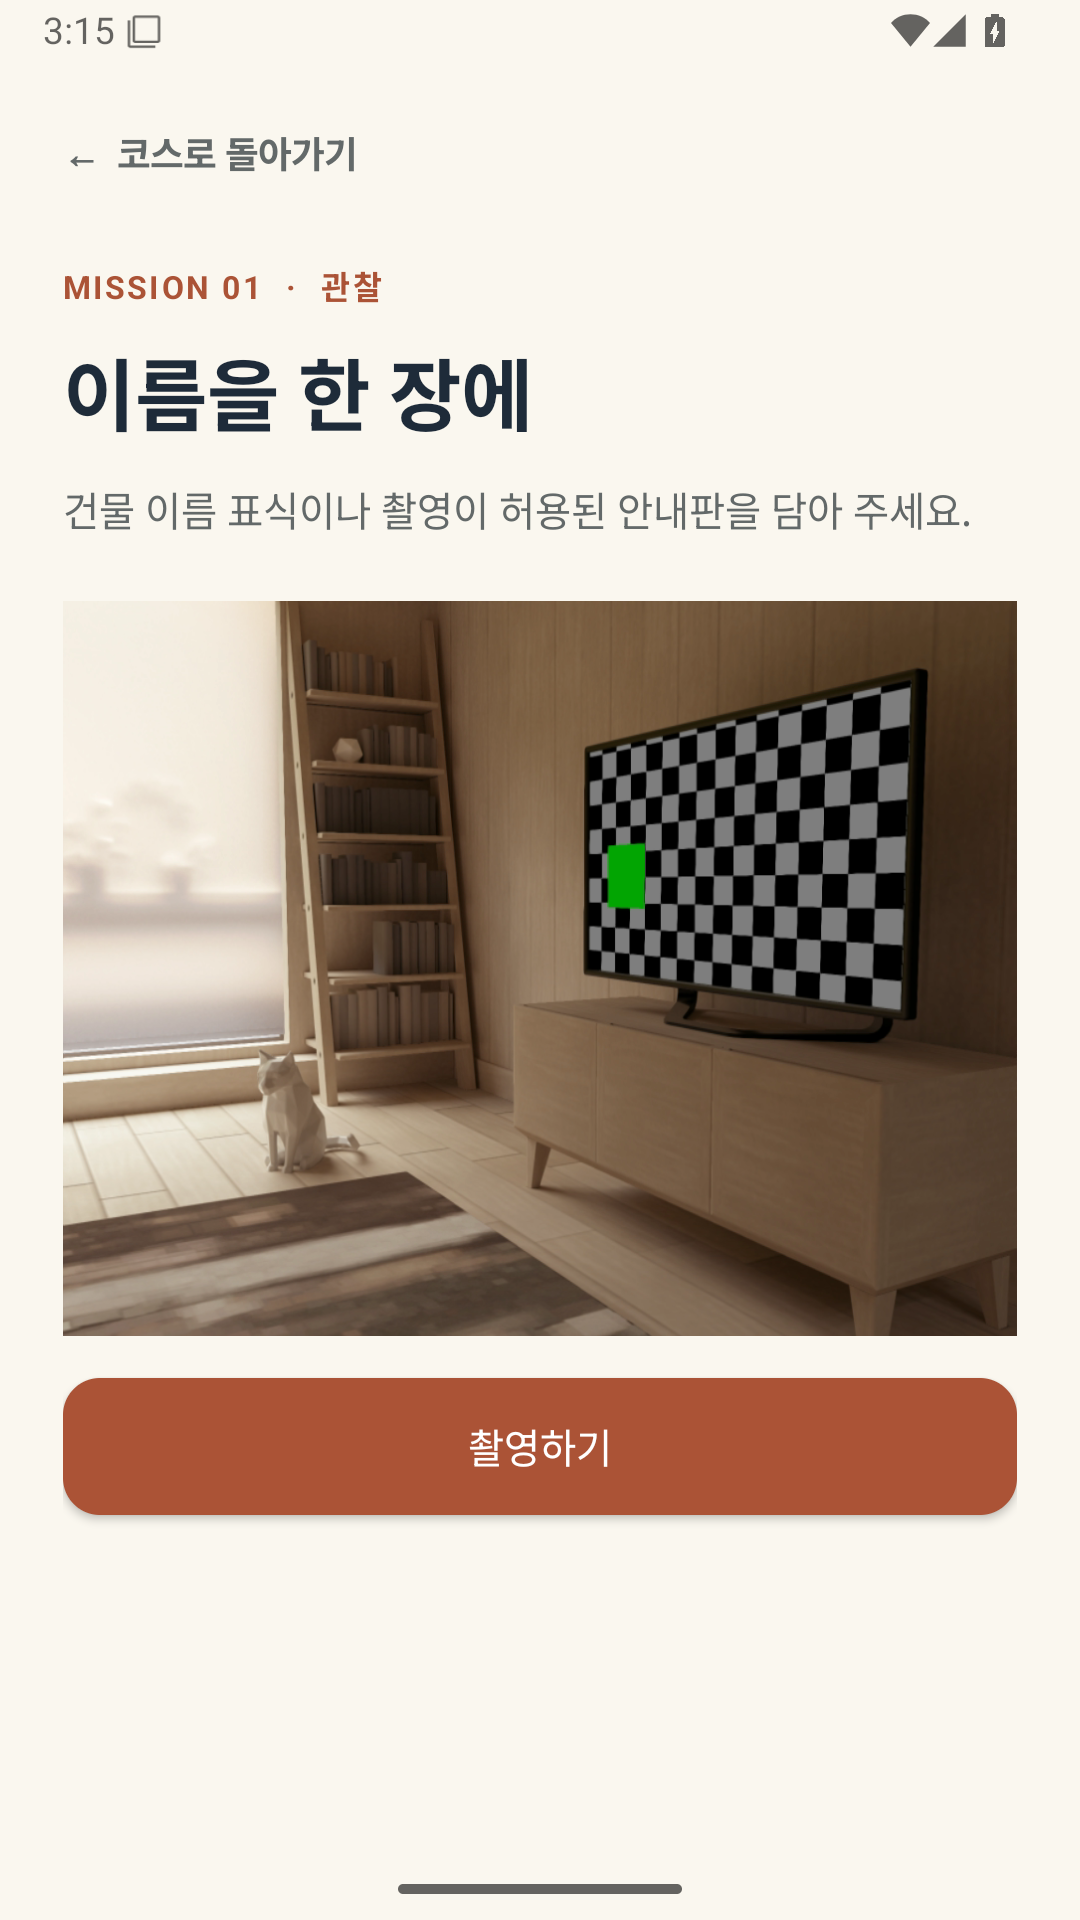 3:15
← 코스로 돌아가기
MISSION 01 · 관찰
이름을 한 장에
건물 이름 표식이나 촬영이 허용된 안내판을 담아 주세요.
촬영하기